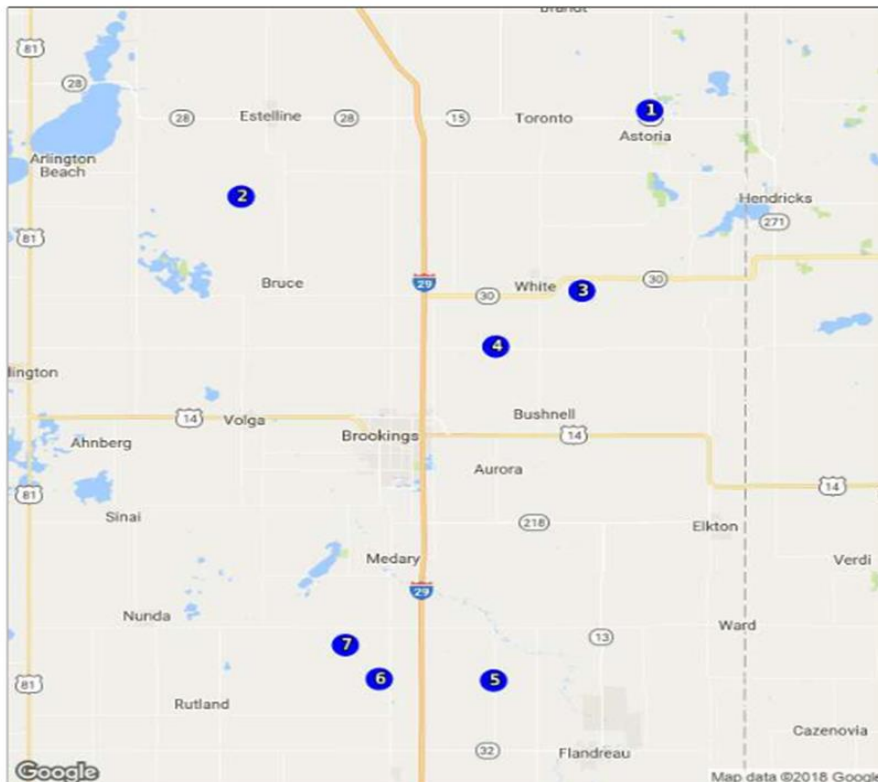 Brandt
81
28
1
28
Estelline
28
15
Toronto
Astoria
Arlington
Beach
2
Hendricks
271
81
Bruce
29
White
3
30
30
4
lington
14
Volga
Bushnell
Brookings
14
Ahnberg
Aurora
81
14
Sinai
218
Elkton
Medary
Verdi
29
Nunda
Ward
13
7
6
5
81
Rutland
Cazenovia
32
Flandreau
Google
Map data ©2018 Google